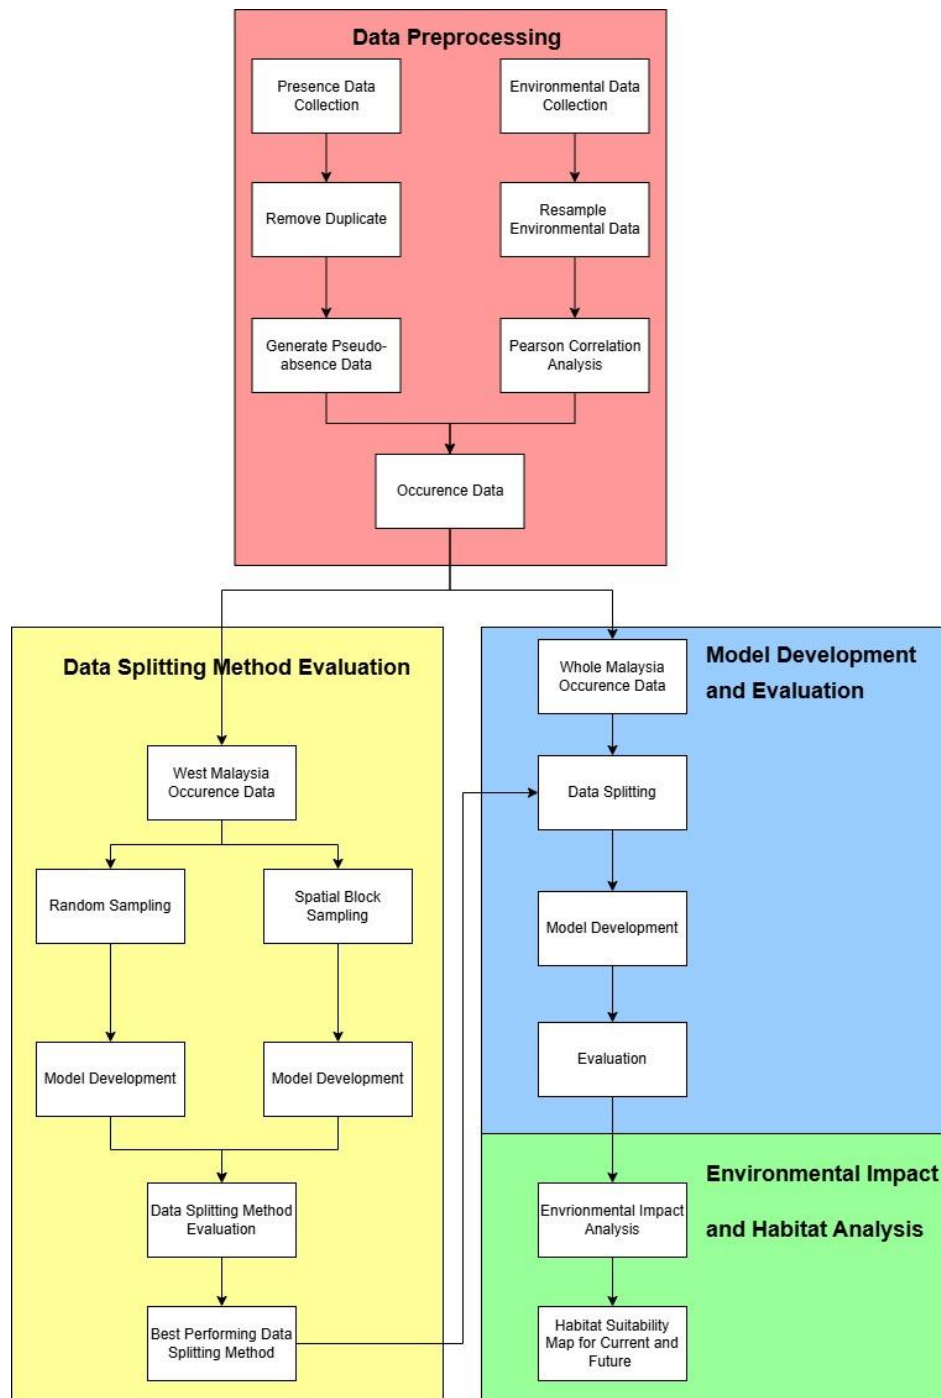 Data Preprocessing
Presence Data
Collection
Environmental Data
Collection
Remove Duplicate
Resample
Environmental Data
Generate Pseudo-
absence Data
Pearson Correlation
Analysis
Occurence Data
Data Splitting Method Evaluation
West Malaysia
Occurence Data
Random Sampling
Spatial Block
Sampling
Model Development
Model Development
Data Splitting Method
Evaluation
Best Performing Data
Splitting Method
Model Development
and Evaluation
Whole Malaysia
Occurence Data
Data Splitting
Model Development
Evaluation
Environmental Impact
and Habitat Analysis
Envrionmental Impact
Analysis
Habitat Suitability
Map for Current and
Future